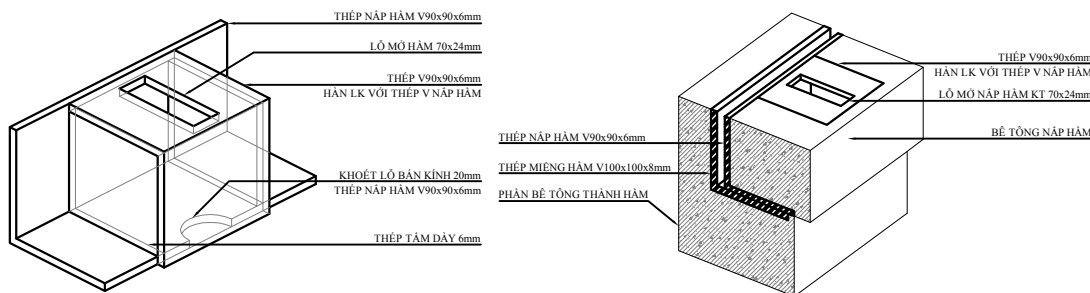 THÉP NẮP HẦM V90x90x6mm
LỖ MỞ HẦM 70x24mm
THÉP V90x90x6mm
HÀN LK VỚI THÉP V NẮP HẦM
KHOÉT LỖ BÁN KÍNH 20mm
THÉP NẮP HẦM V90x90x6mm
THÉP TẤM DÀY 6mm
THÉP V90x90x6mm
HÀN LK VỚI THÉP V NẮP HẦM
LỖ MỞ NẮP HẦM KT 70x24mm
BÊ TÔNG NẮP HẦM
THÉP NẮP HẦM V90x90x6mm
THÉP MIỆNG HẦM V100x100x8mm
PHẦN BÊ TÔNG THÀNH HẦM